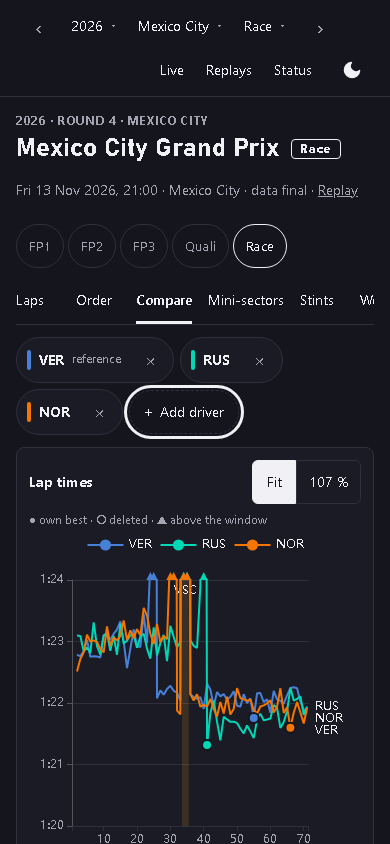 ‹ 2026 Mexico City Race ›
Live Replays Status
2026 · ROUND 4 · MEXICO CITY
Mexico City Grand Prix Race
Fri 13 Nov 2026, 21:00 · Mexico City · data final · Replay
FP1 FP2 FP3 Quali Race
Laps Order Compare Mini-sectors Stints
VER reference × RUS ×
NOR × + Add driver
Lap times Fit 107 %
● own best · O deleted · ▲ above the window
VER RUS NOR
1:24
VSC
1:23
1:22
RUS
NOR
VER
1:21
1:20
10 20 30 40 50 60 70